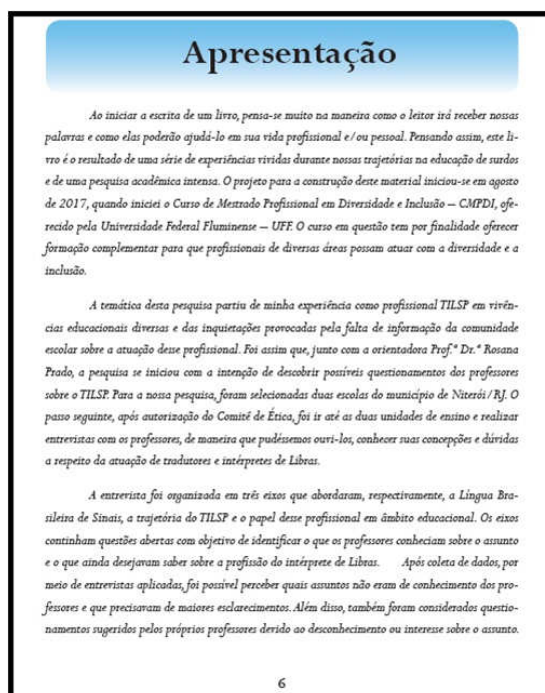 Apresentação
Ao iniciar a escrita de um livro, pensa-se muito na maneira como o leitor irá receber nossas
palavras e como elas poderão ajudá-lo em sua vida profissional e/ou pessoal. Pensando assim, este li-
vro é o resultado de uma série de experiências vividas durante nossas trajetórias na educação de surdos
e de uma pesquisa acadêmica intensa. O projeto para a construção deste material iniciou-se em agosto
de 2017, quando iniciei o Curso de Mestrado Profissional em Diversidade e Inclusão – CMPDI, ofe-
recido pela Universidade Federal Fluminense – UFF. O curso em questão tem por finalidade oferecer
formação complementar para que profissionais de diversas áreas possam atuar com a diversidade e a
inclusão.
A temática desta pesquisa partiu de minha experiência como profissional TILSP em vivên-
cias educacionais diversas e das inquietações provocadas pela falta de informação da comunidade
escolar sobre a atuação desse profissional. Foi assim que, junto com a orientadora Prof.ª Dr.ª Rosana
Prado, a pesquisa se iniciou com a intenção de descobrir possíveis questionamentos dos professores
sobre o TILSP. Para a nossa pesquisa, foram selecionadas duas escolas do município de Niterói/RJ. O
passo seguinte, após autorização do Comitê de Ética, foi ir até as duas unidades de ensino e realizar
entrevistas com os professores, de maneira que pudéssemos ouvi-los, conhecer suas concepções e dúvidas
a respeito da atuação de tradutores e intérpretes de Libras.
A entrevista foi organizada em três eixos que abordaram, respectivamente, a Língua Bra-
sileira de Sinais, a trajetória do TILSP e o papel desse profissional em âmbito educacional. Os eixos
continham questões abertas com objetivo de identificar o que os professores conheciam sobre o assunto
e o que ainda desejavam saber sobre a profissão do intérprete de Libras. Após coleta de dados, por
meio de entrevistas aplicadas, foi possível perceber quais assuntos não eram de conhecimento dos pro-
fessores e que precisavam de maiores esclarecimentos. Além disso, também foram considerados questio-
namentos sugeridos pelos próprios professores devido ao desconhecimento ou interesse sobre o assunto.
6